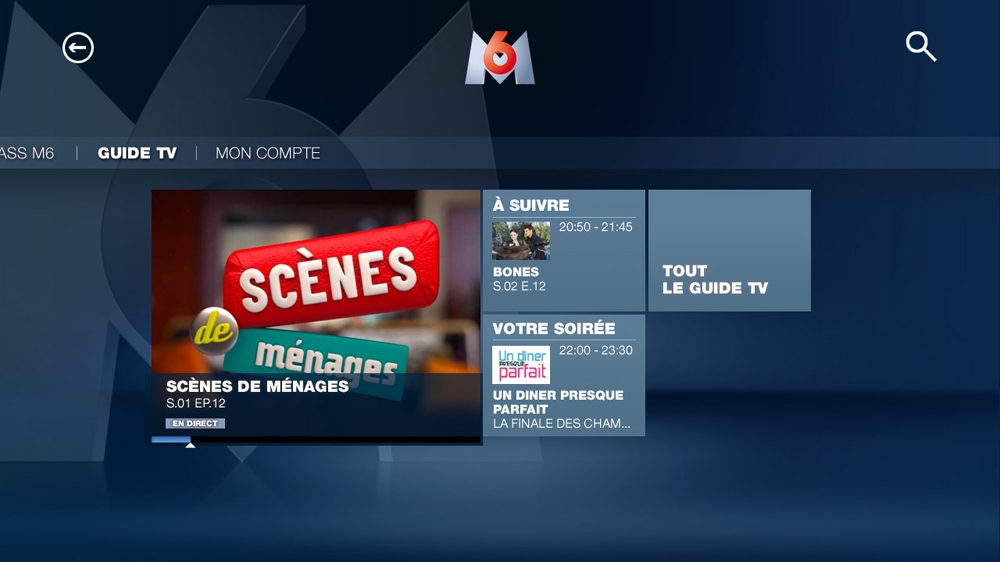 M6
ASS M6 | GUIDE TV | MON COMPTE
SCÈNES
de
ménages
SCÈNES DE MÉNAGES
S.01 EP.12
EN DIRECT
À SUIVRE
20:50 - 21:45
BONES
S.02 E.12
VOTRE SOIRÉE
22:00 - 23:30
Un dîner
PRESQUE
parfait
UN DINER PRESQUE
PARFAIT
LA FINALE DES CHAM...
TOUT
LE GUIDE TV